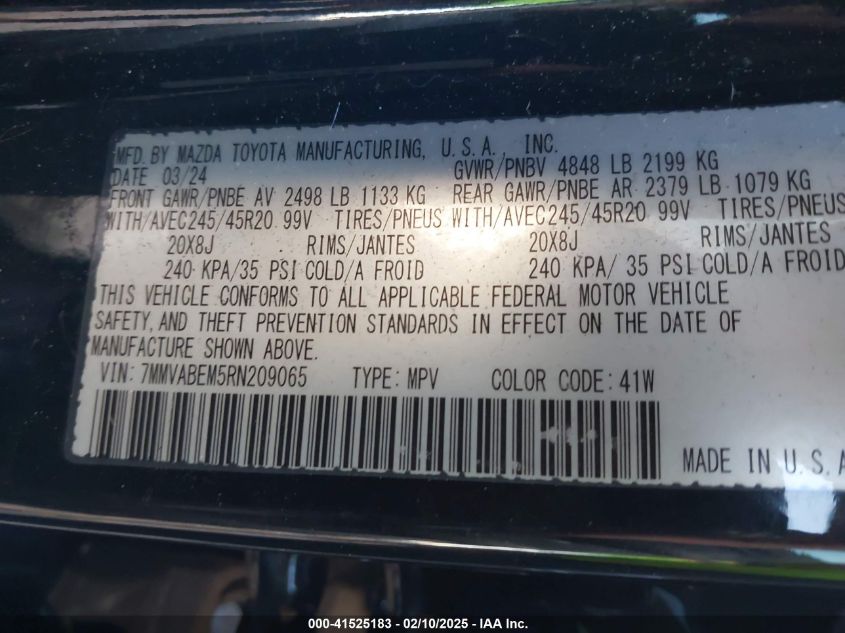 MFD. BY MAZDA TOYOTA MANUFACTURING, U.S.A., INC.
DATE 03/24 GVWR/PNBV 4848 LB 2199 KG
FRONT GAWR/PNBE AV 2498 LB 1133 KG REAR GAWR/PNBE AR 2379 LB 1079 KG
WITH/AVEC245/45R20 99V TIRES/PNEUS WITH/AVEC245/45R20 99V TIRES/PNEUS
20X8J RIMS/JANTES 20X8J RIMS/JANTES
240 KPA/35 PSI COLD/A FROID 240 KPA/ 35 PSI COLD/A FROID
THIS VEHICLE CONFORMS TO ALL APPLICABLE FEDERAL MOTOR VEHICLE
SAFETY, AND THEFT PREVENTION STANDARDS IN EFFECT ON THE DATE OF
MANUFACTURE SHOWN ABOVE.
VIN: 7MMVABEM5RN209065 TYPE: MPV COLOR CODE: 41W
MADE IN U.S.A
000-41525183 - 02/10/2025 - IAA Inc.